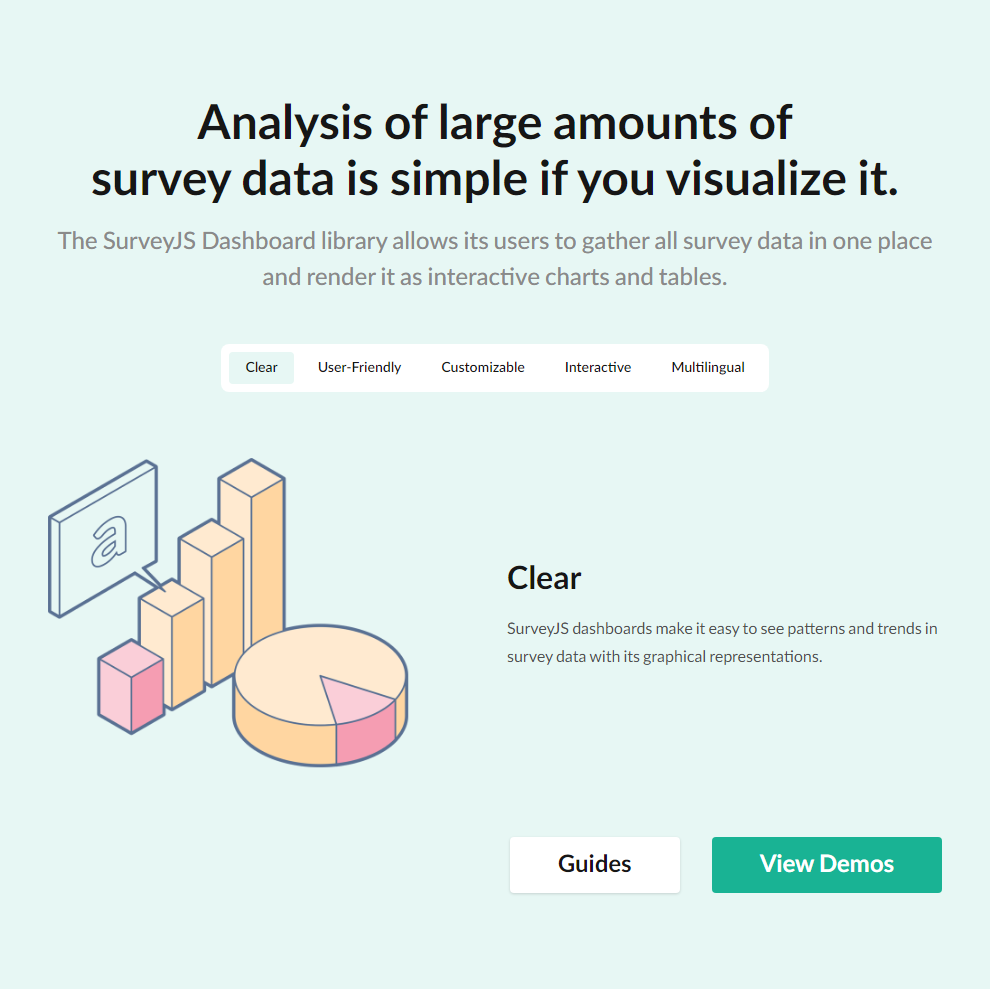 Analysis of large amounts of
survey data is simple if you visualize it.
The SurveyJS Dashboard library allows its users to gather all survey data in one place
and render it as interactive charts and tables.
Clear User-Friendly Customizable Interactive Multilingual
a
Clear
SurveyJS dashboards make it easy to see patterns and trends in
survey data with its graphical representations.
Guides View Demos